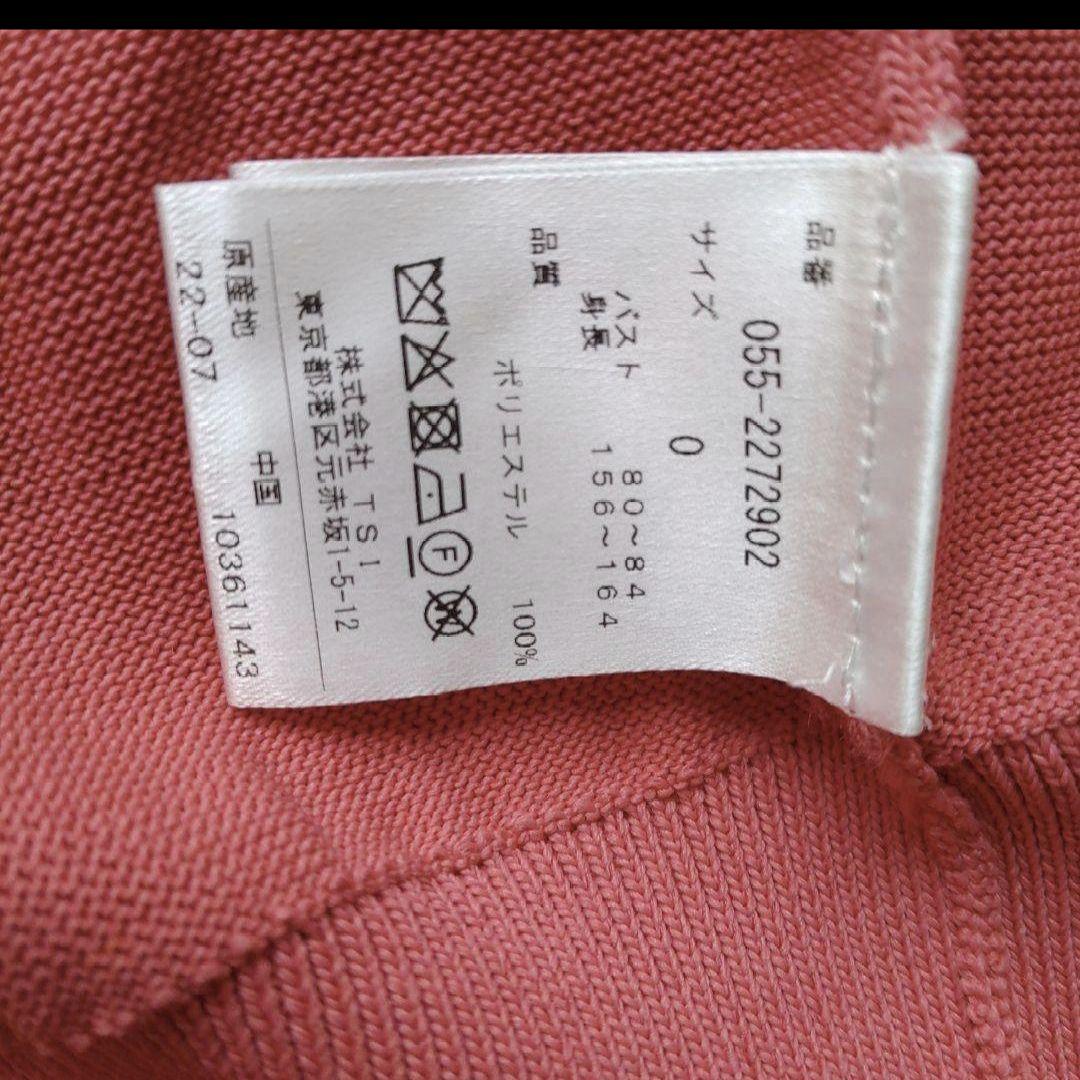 品番
055-2272902
サイズ
0
バスト 80～84
身長 156～164
品質
ポリエステル 100%
F
W
株式会社 TSI
東京都港区元赤坂1-5-12
原産地 中国
22-07 10361143